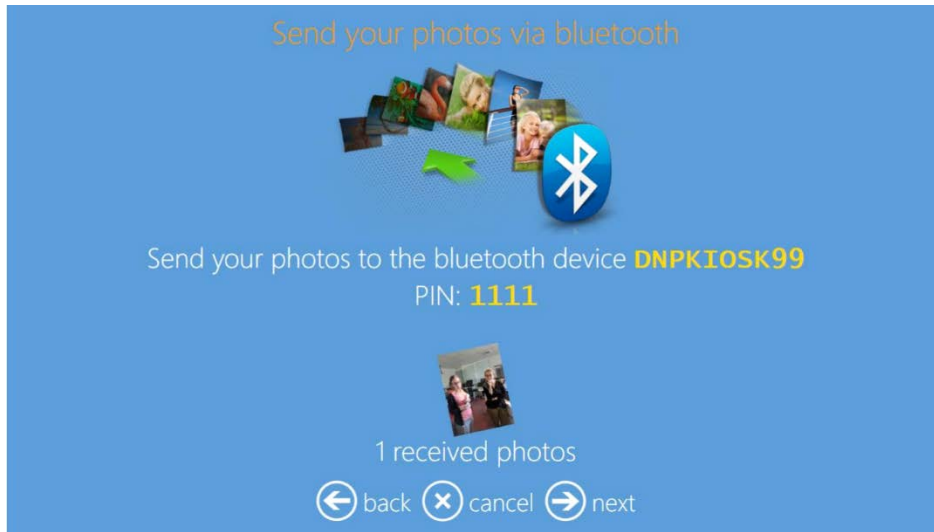 Send your photos via bluetooth
Send your photos to the bluetooth device DNPKIOSK99
PIN: 1111
1 received photos
back cancel next